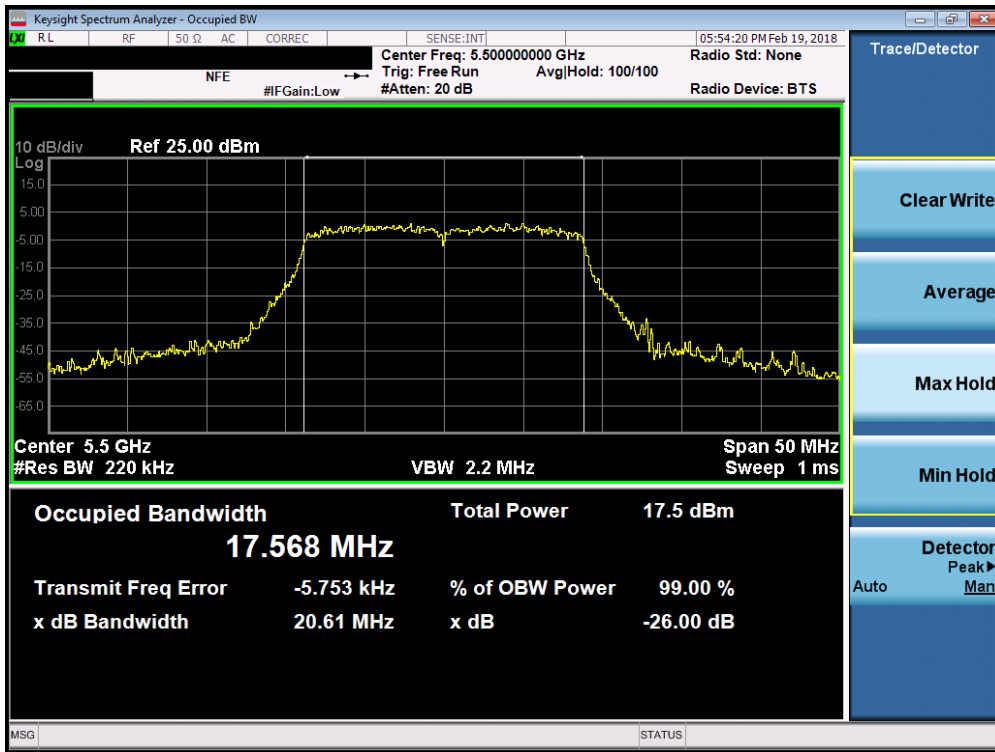 Keysight Spectrum Analyzer - Occupied BW
LXI RL RF 50 Ω AC CORREC SENSE:INT 05:54:20 PM Feb 19, 2018
Center Freq: 5.500000000 GHz Radio Std: None
NFE Trig: Free Run Avg|Hold: 100/100
#IFGain:Low #Atten: 20 dB Radio Device: BTS
10 dB/div Ref 25.00 dBm
Log
15.0
5.00
-5.00
-15.0
-25.0
-35.0
-45.0
-55.0
-65.0
Center 5.5 GHz Span 50 MHz
#Res BW 220 kHz VBW 2.2 MHz Sweep 1 ms
Occupied Bandwidth Total Power 17.5 dBm
17.568 MHz
Transmit Freq Error -5.753 kHz % of OBW Power 99.00 %
x dB Bandwidth 20.61 MHz x dB -26.00 dB
MSG STATUS
Trace/Detector
Clear Write
Average
Max Hold
Min Hold
Detector
Peak▶
Auto Man